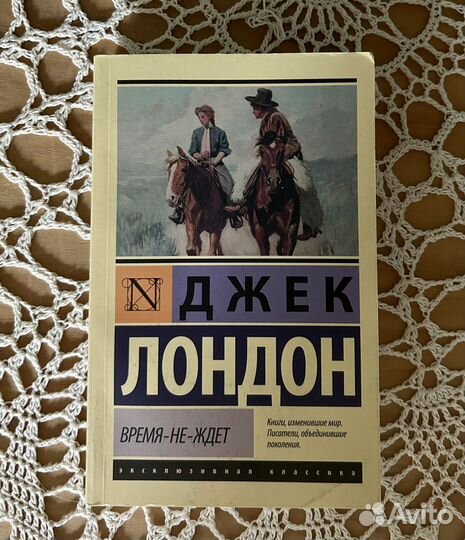 N ДЖЕК
ЛОНДОН
ВРЕМЯ-НЕ-ЖДЕТ
Книги, изменившие мир.
Писатели, объединившие
поколения.
эксклюзивная классика
Avito